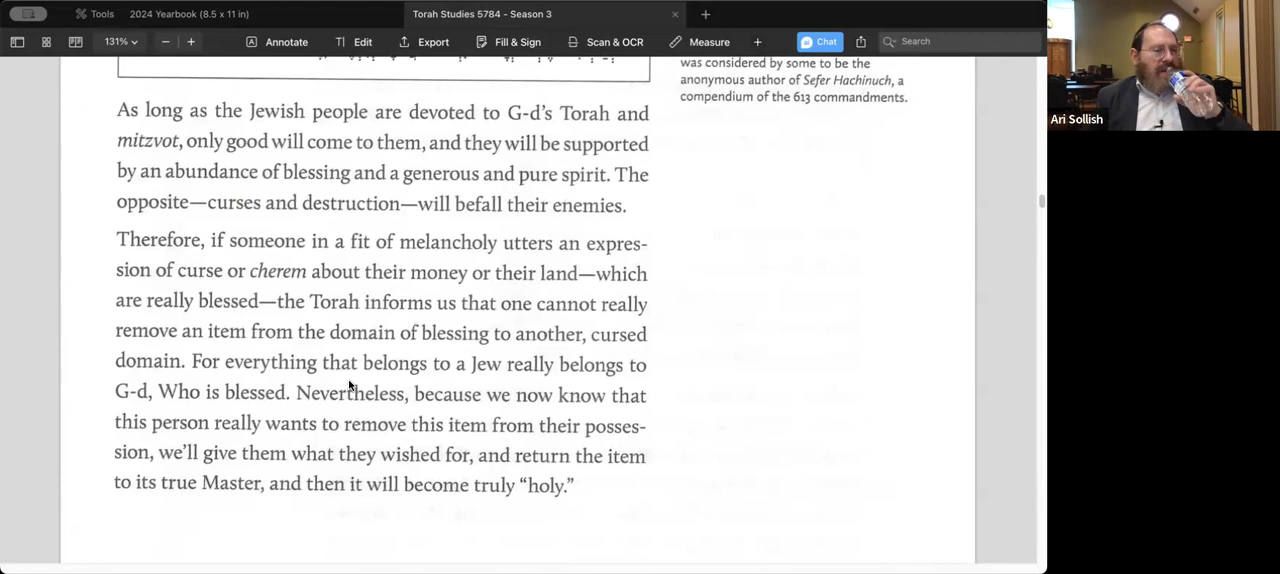 Tools
2024 Yearbook (8.5 x 11 in)
Torah Studies 5784 - Season 3
131%
Annotate
Edit
Export
Fill & Sign
Scan & OCR
Measure
Chat
Search
was considered by some to be the
anonymous author of Sefer Hachinuch, a
compendium of the 613 commandments.
Ari Sollish
As long as the Jewish people are devoted to G-d’s Torah and
mitzvot, only good will come to them, and they will be supported
by an abundance of blessing and a generous and pure spirit. The
opposite—curses and destruction—will befall their enemies.
Therefore, if someone in a fit of melancholy utters an expres-
sion of curse or cherem about their money or their land—which
are really blessed—the Torah informs us that one cannot really
remove an item from the domain of blessing to another, cursed
domain. For everything that belongs to a Jew really belongs to
G-d, Who is blessed. Nevertheless, because we now know that
this person really wants to remove this item from their posses-
sion, we’ll give them what they wished for, and return the item
to its true Master, and then it will become truly “holy.”